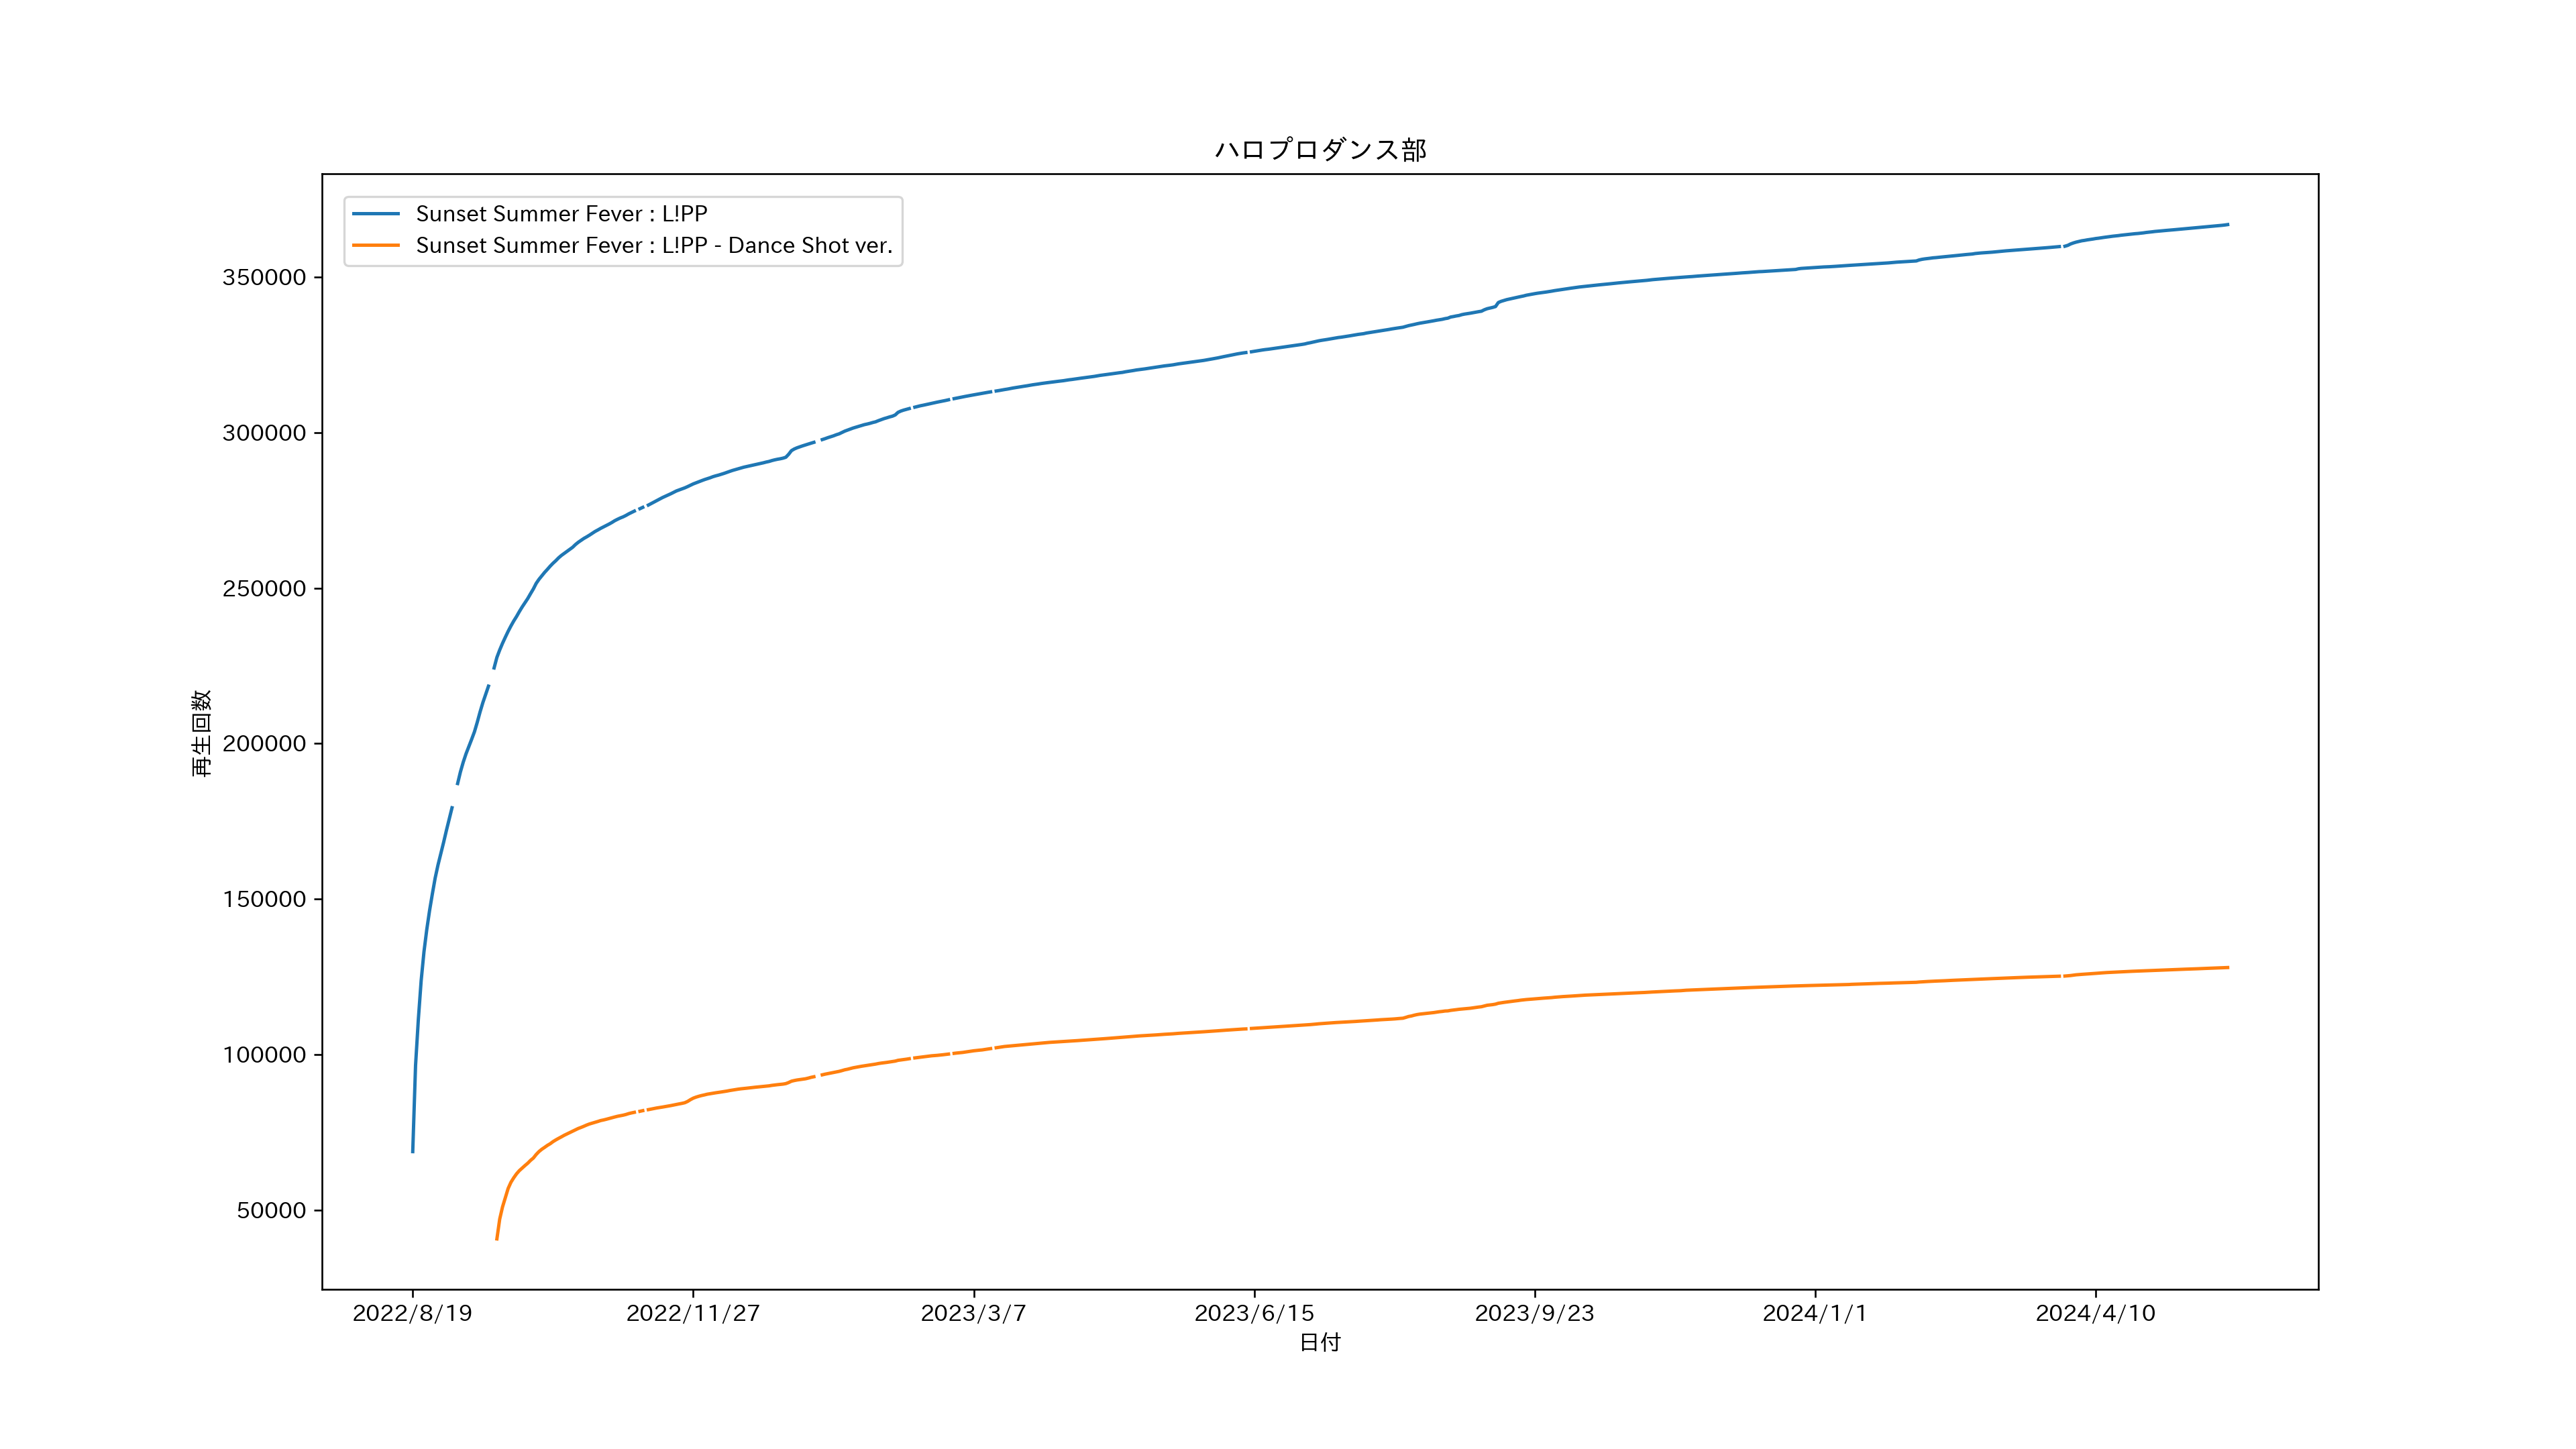 ハロプロダンス部
Sunset Summer Fever : L!PP
Sunset Summer Fever : L!PP - Dance Shot ver.
再生回数
350000
300000
250000
200000
150000
100000
50000
2022/8/19
2022/11/27
2023/3/7
2023/6/15
2023/9/23
2024/1/1
2024/4/10
日付